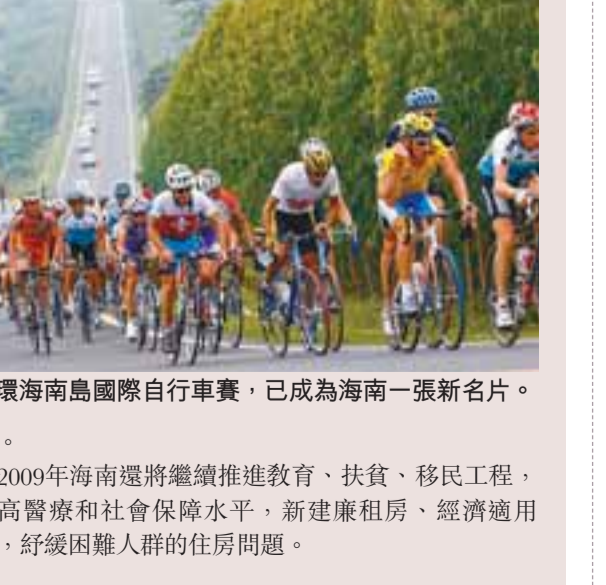 環海南島國際自行車賽，已成為海南一張新名片。
。
2009年海南還將繼續推進教育、扶貧、移民工程，
高醫療和社會保障水平，新建廉租房、經濟適用
，紓緩困難人群的住房問題。